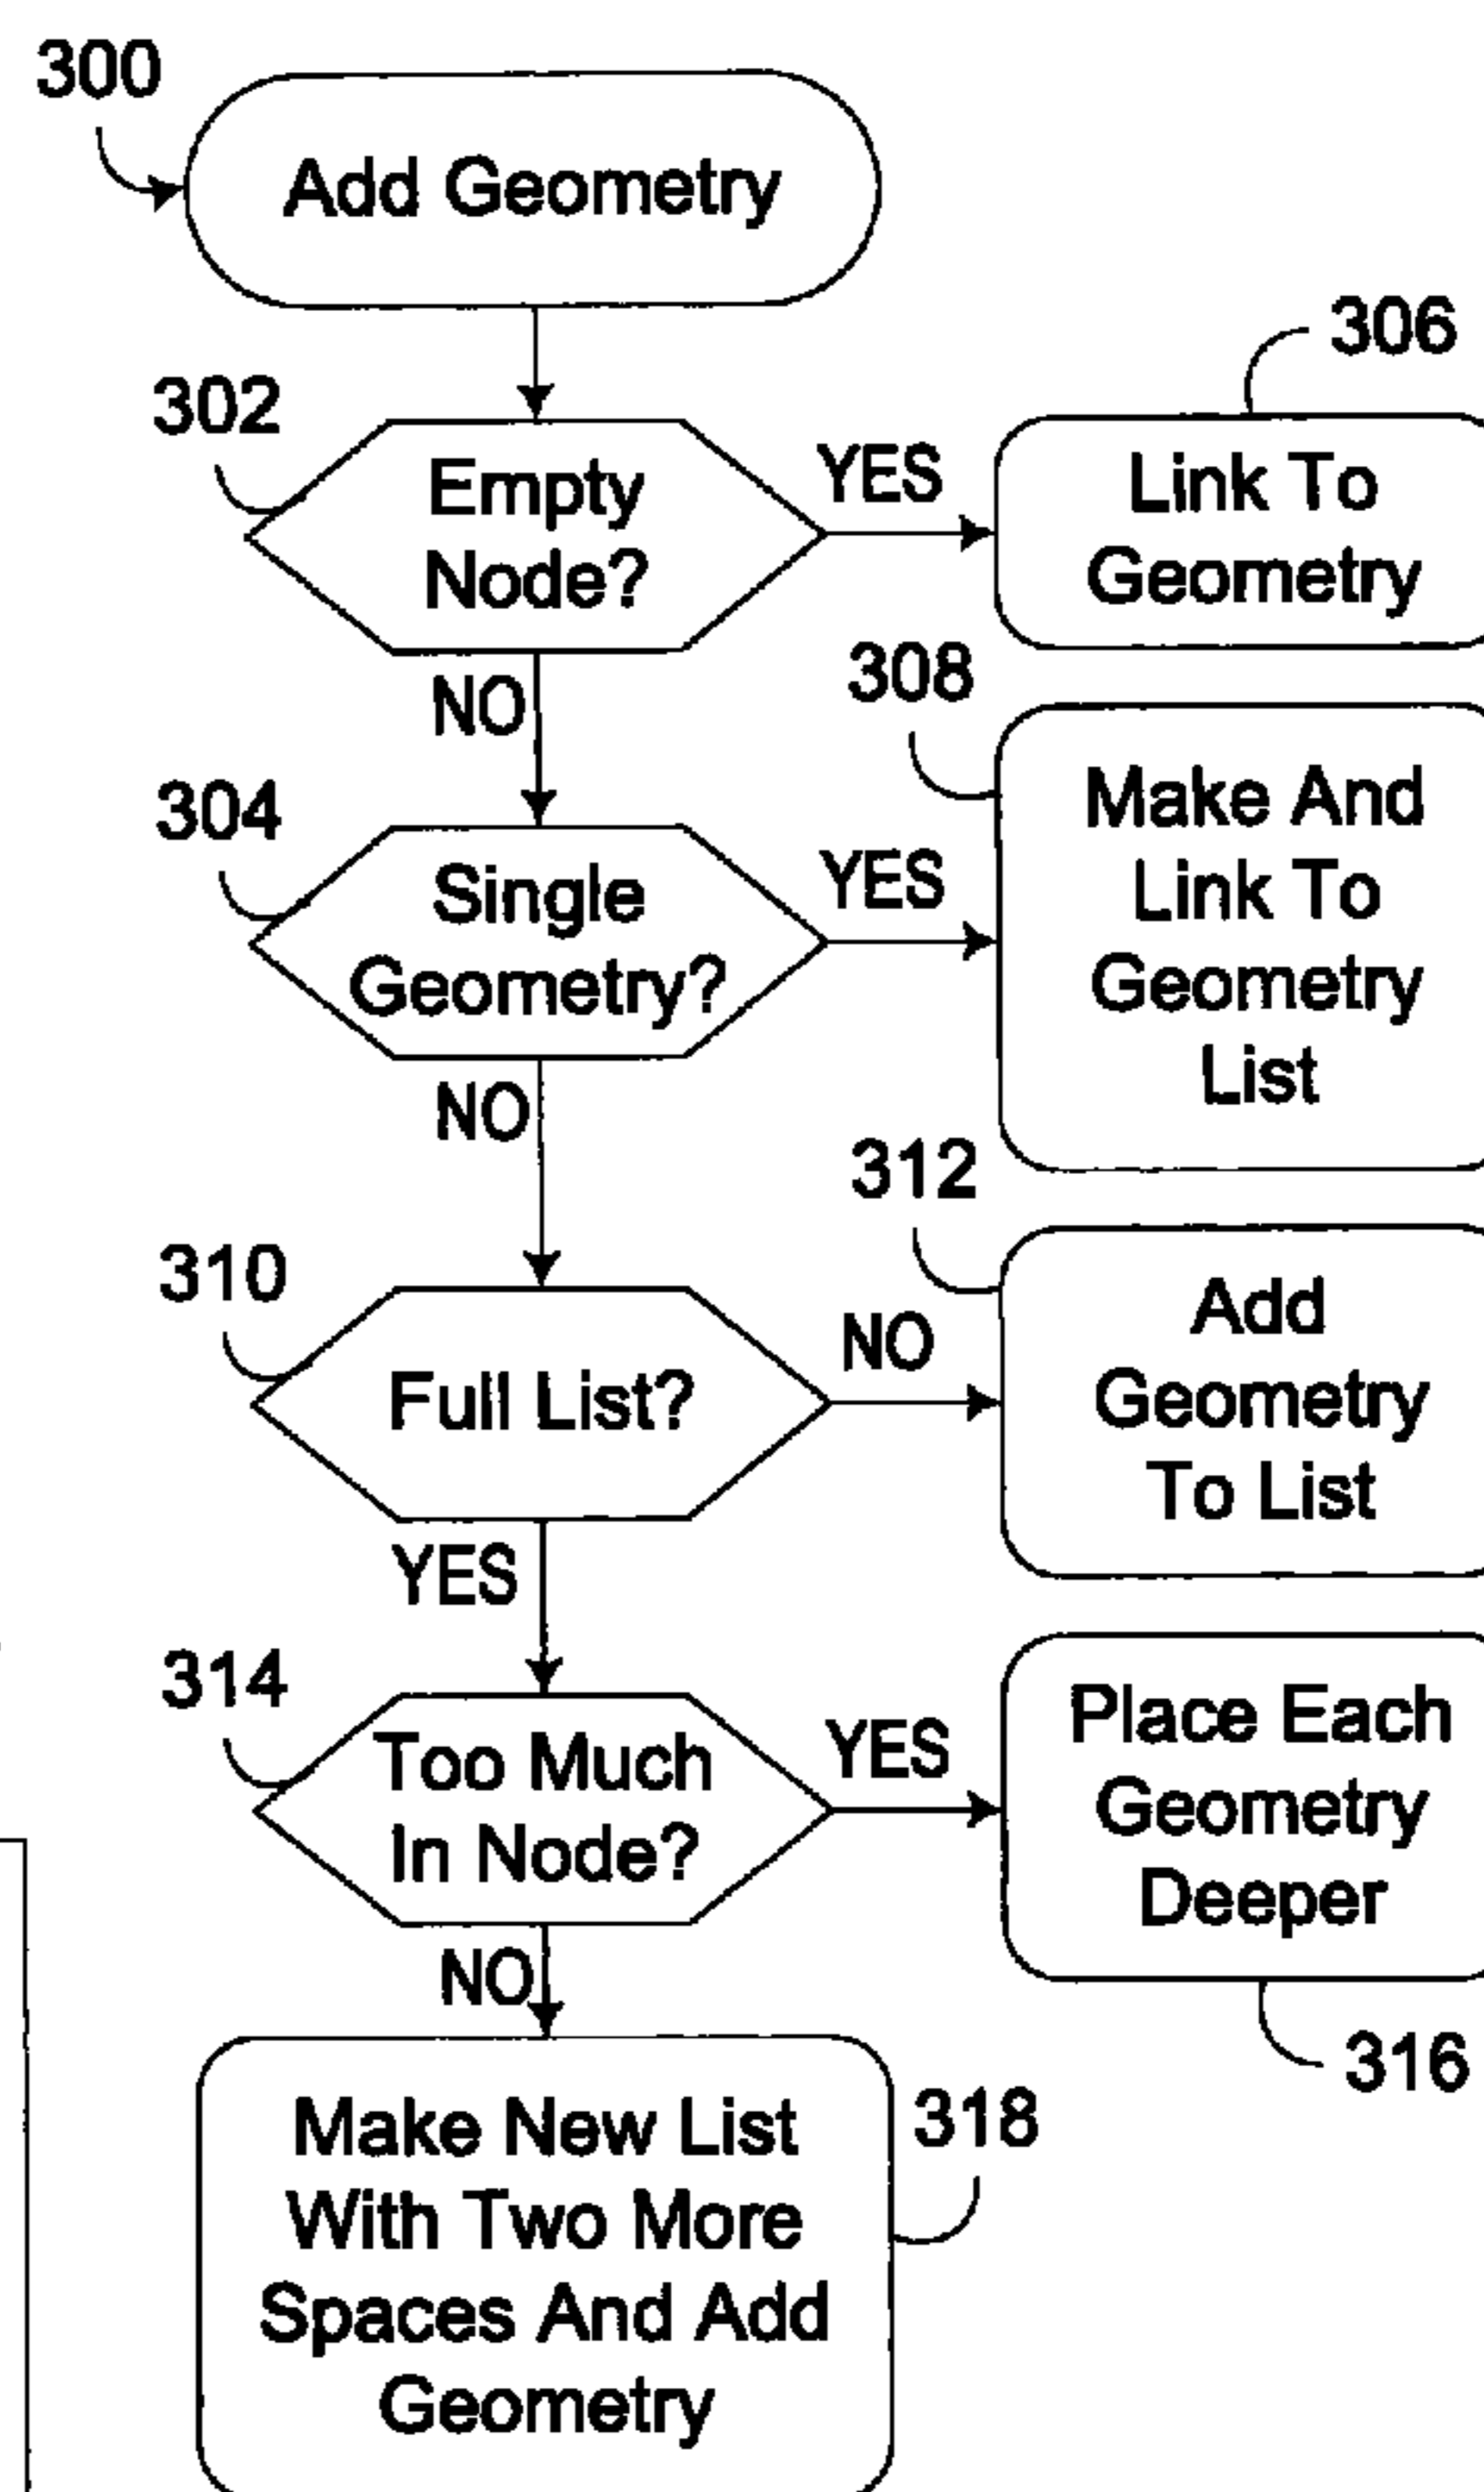 300
Add Geometry
302
Empty
Node?
YES
306
Link To
Geometry
NO
304
Single
Geometry?
YES
308
Make And
Link To
Geometry
List
NO
310
Full List?
NO
312
Add
Geometry
To List
YES
314
Too Much
In Node?
YES
Place Each
Geometry
Deeper
316
NO
Make New List
With Two More
Spaces And Add
Geometry
318